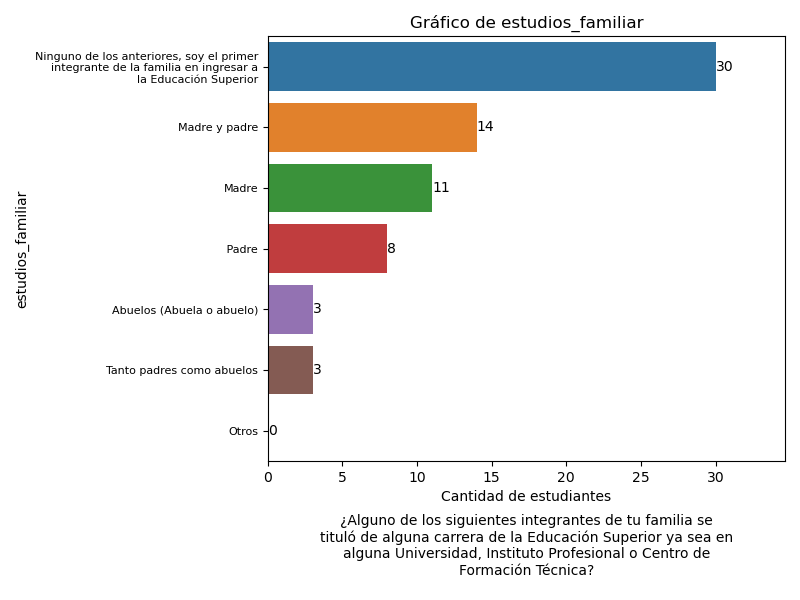 Gráfico de estudios_familiar
Ninguno de los anteriores, soy el primer
integrante de la familia en ingresar a
la Educación Superior
30
Madre y padre
14
Madre
11
Padre
8
Abuelos (Abuela o abuelo)
3
Tanto padres como abuelos
3
Otros
0
estudios_familiar
0 5 10 15 20 25 30
Cantidad de estudiantes
¿Alguno de los siguientes integrantes de tu familia se
tituló de alguna carrera de la Educación Superior ya sea en
alguna Universidad, Instituto Profesional o Centro de
Formación Técnica?